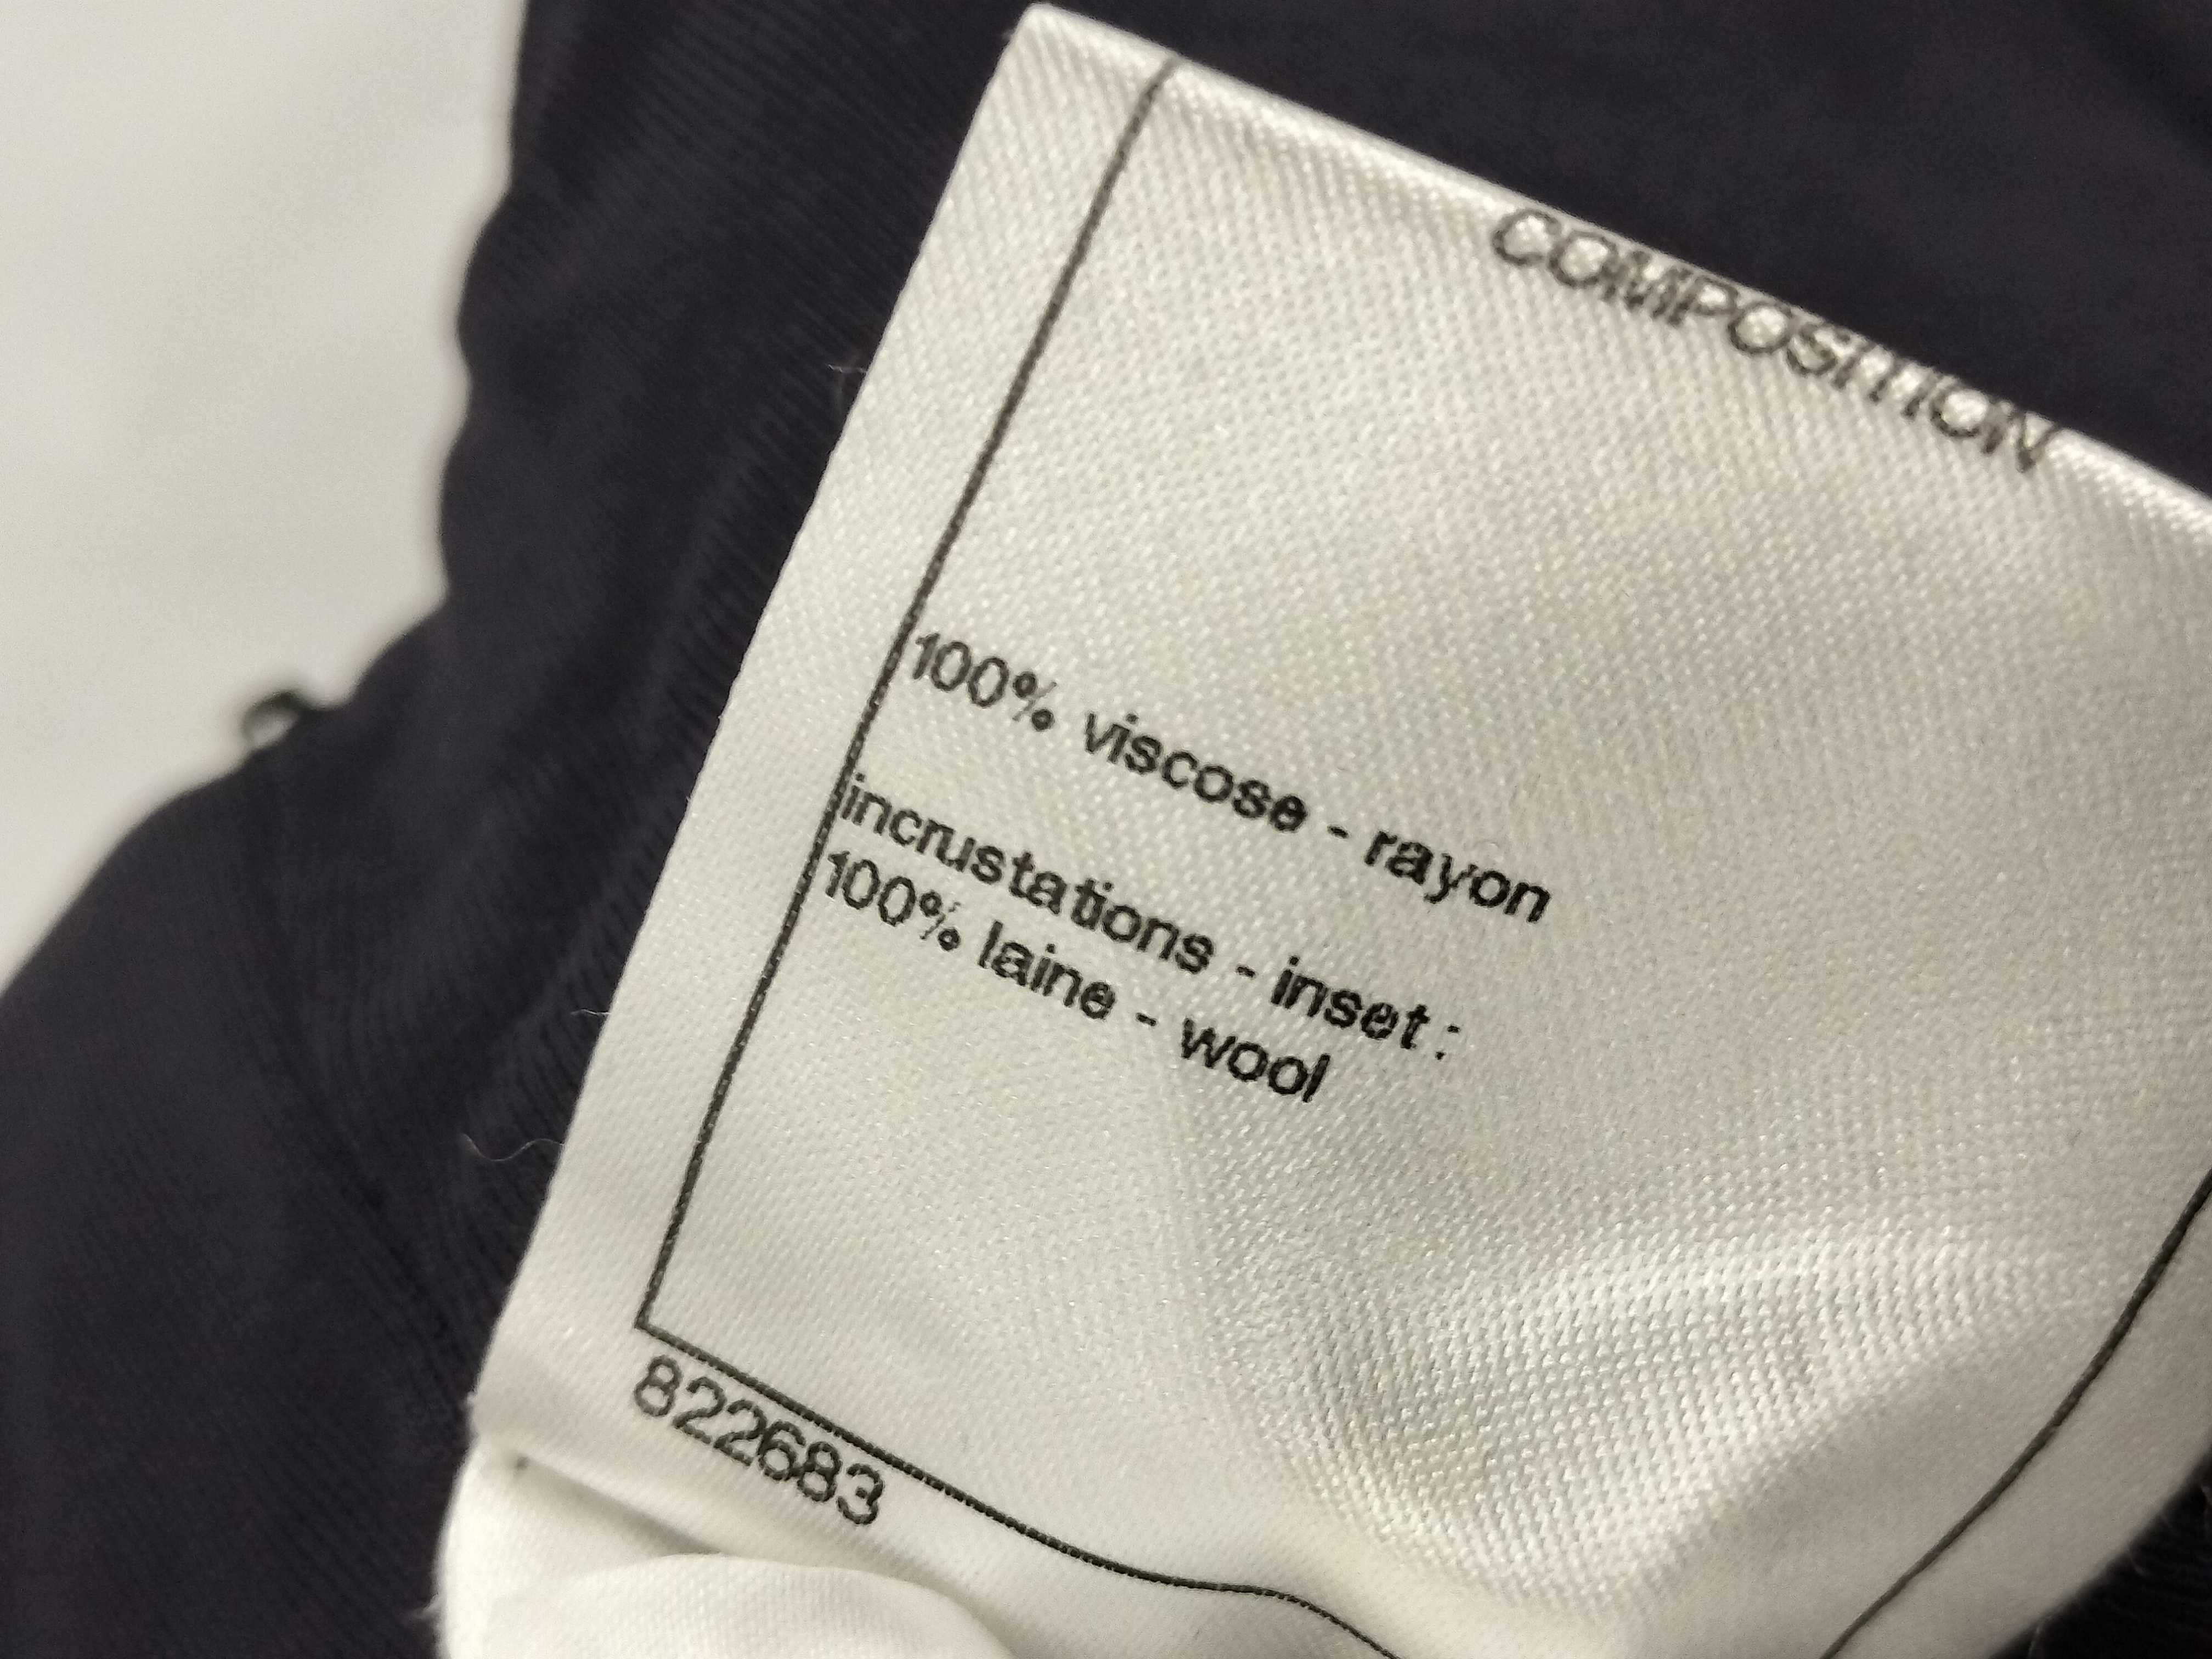 COMPOSITION
100% viscose - rayon
incrustations - inset :
100% laine - wool
822683